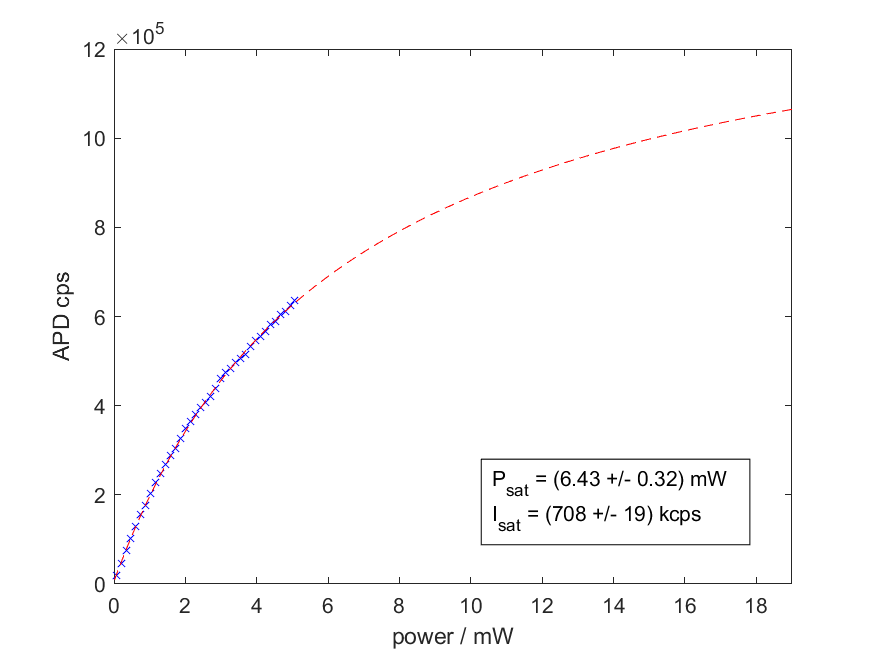 ×10^5
12
10
8
6
4
2
0
0 2 4 6 8 10 12 14 16 18
APD cps
power / mW
P_sat = (6.43 +/- 0.32) mW
I_sat = (708 +/- 19) kcps